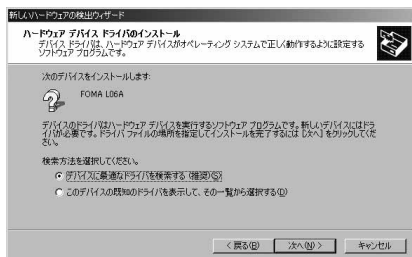 新しいハードウェアの検出ウィザード
ハードウェア デバイス ドライバのインストール
デバイス ドライバは、ハードウェア デバイスがオペレーティング システムで正しく動作するように設定する
ソフトウェア プログラムです。
次のデバイスをインストールします:
FOMA L06A
デバイスのドライバはハードウェア デバイスを実行するソフトウェア プログラムです。新しいデバイスにはドラ
イバが必要です。ドライバ ファイルの場所を指定してインストールを完了するには [次へ] をクリックしてくだ
さい。
検索方法を選択してください。
デバイスに最適なドライバを検索する (推奨)(S)
このデバイスの既知のドライバを表示して、その一覧から選択する(D)
< 戻る(B)
次へ(N) >
キャンセル